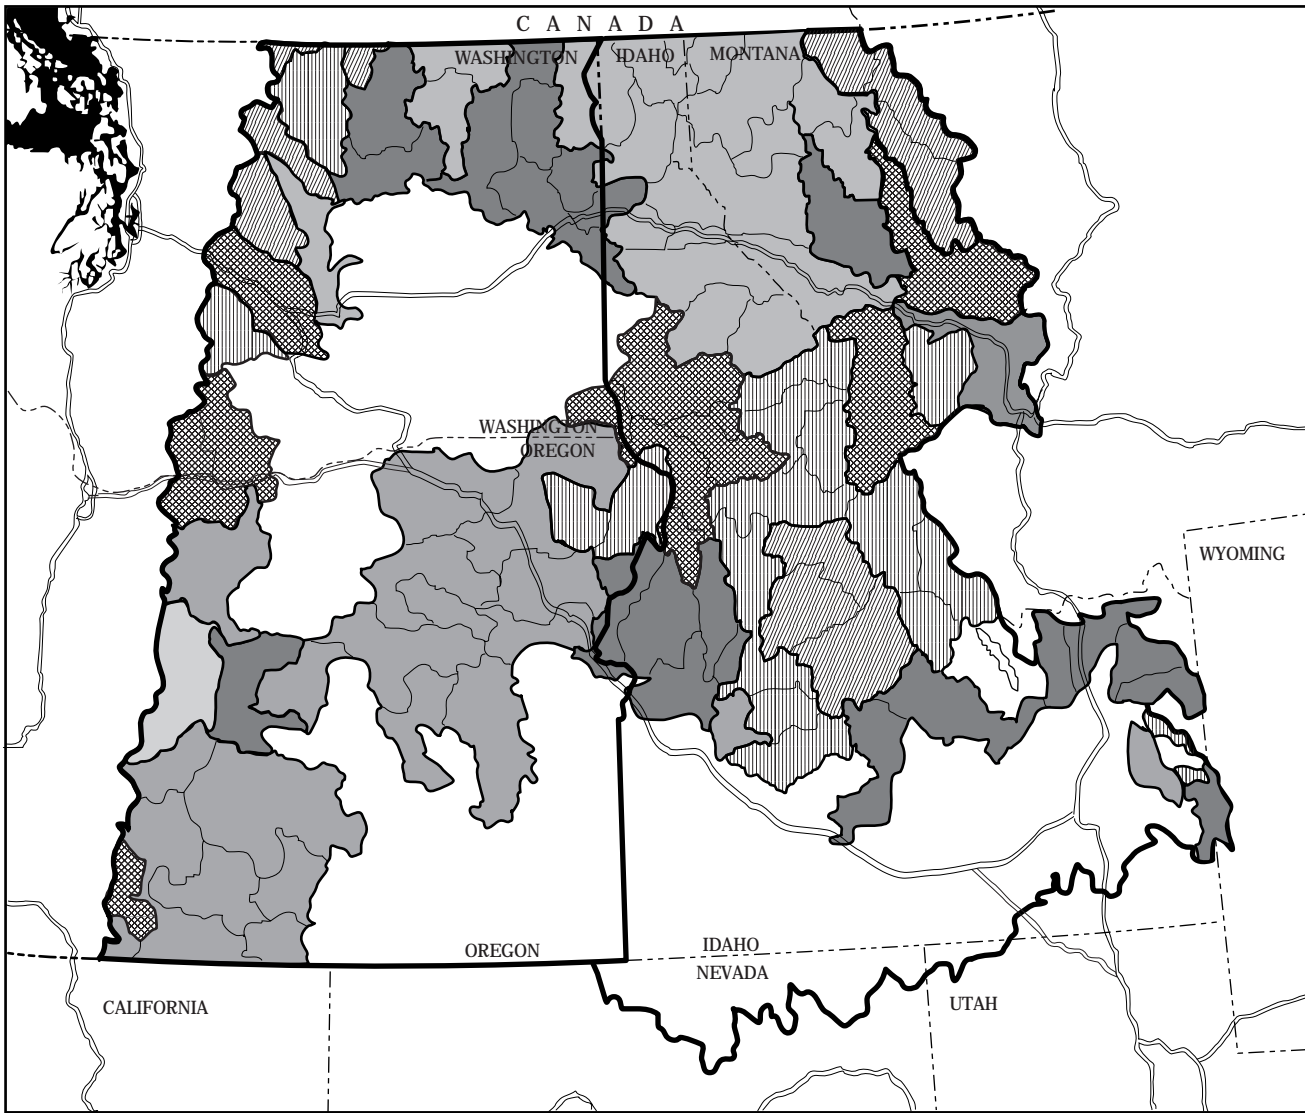 C A N A D A
WASHINGTON
IDAHO
MONTANA
WASHINGTON
OREGON
WYOMING
OREGON
IDAHO
NEVADA
CALIFORNIA
UTAH